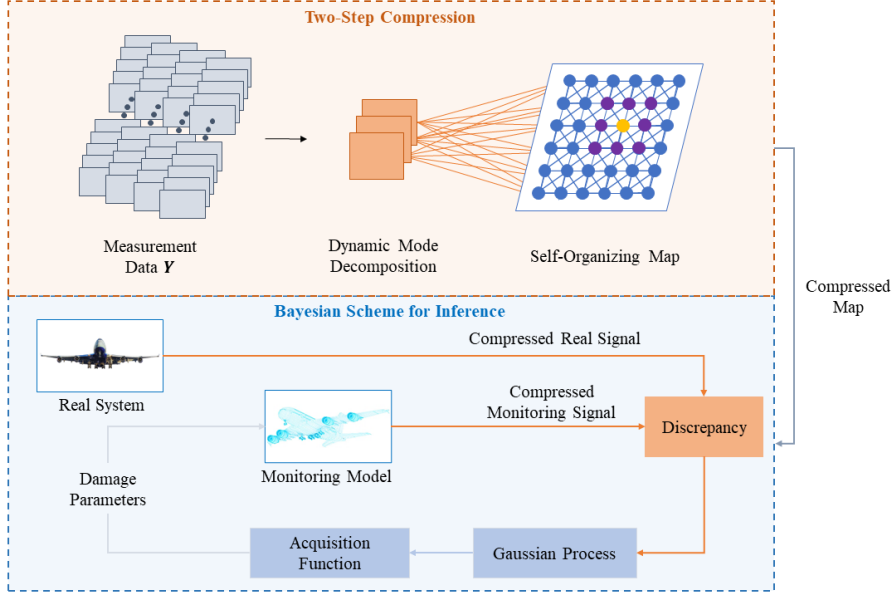 Two-Step Compression
Measurement
Data Y
Dynamic Mode
Decomposition
Self-Organizing Map
Compressed
Map
Bayesian Scheme for Inference
Compressed Real Signal
Real System
Compressed
Monitoring Signal
Discrepancy
Monitoring Model
Damage
Parameters
Acquisition
Function
Gaussian Process